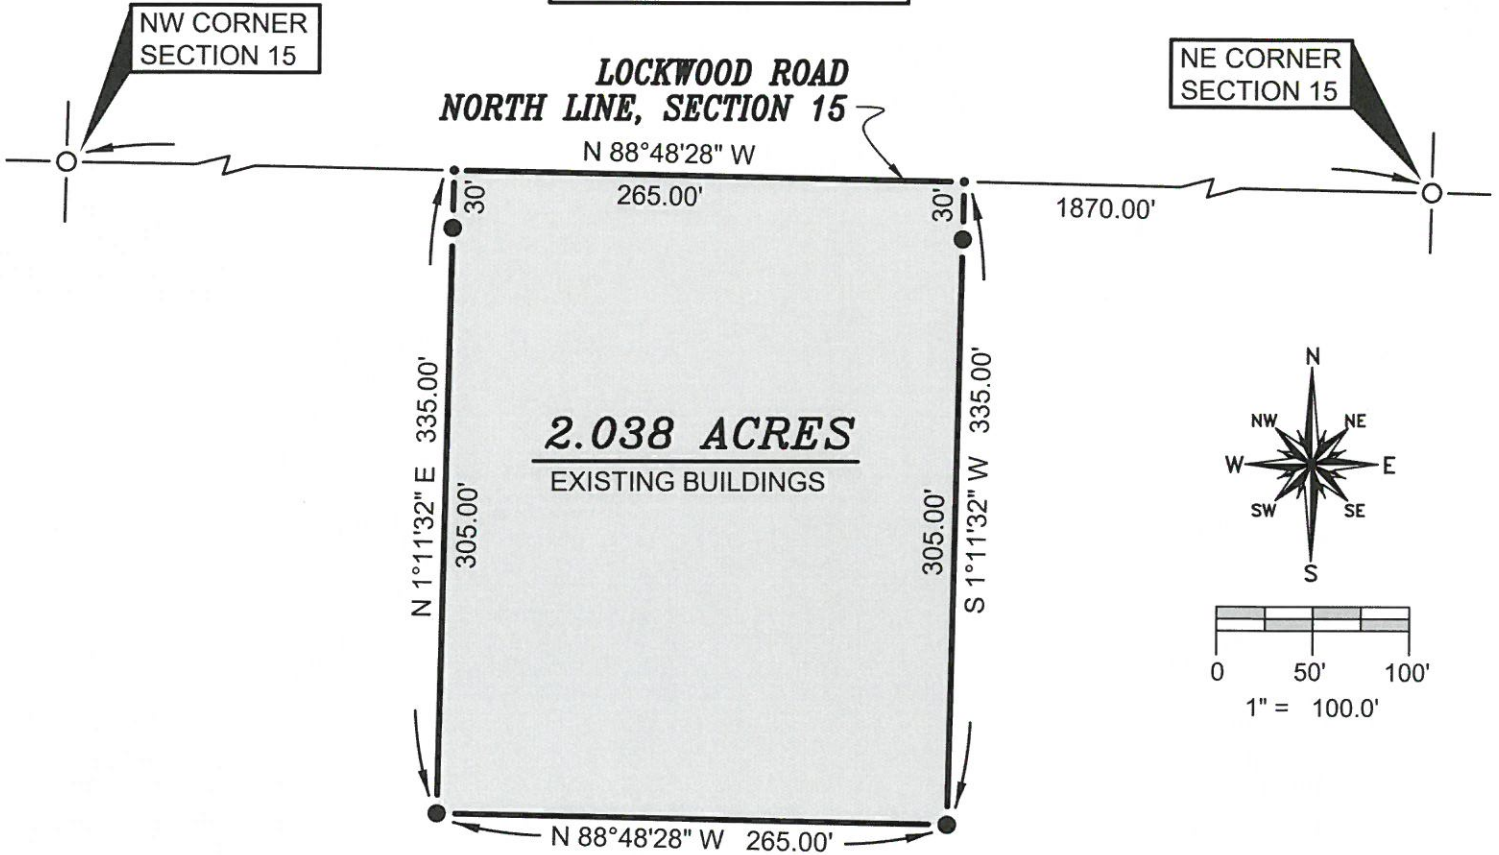 NW CORNER
SECTION 15
LOCKWOOD ROAD
NORTH LINE, SECTION 15
NE CORNER
SECTION 15
N 88°48'28" W
265.00'
30'
30'
1870.00'
N 1°11'32" E 335.00'
305.00'
2.038 ACRES
EXISTING BUILDINGS
305.00'
S 1°11'32" W 335.00'
N
NW
NE
W
E
SW
SE
S
0 50' 100'
1" = 100.0'
N 88°48'28" W 265.00'